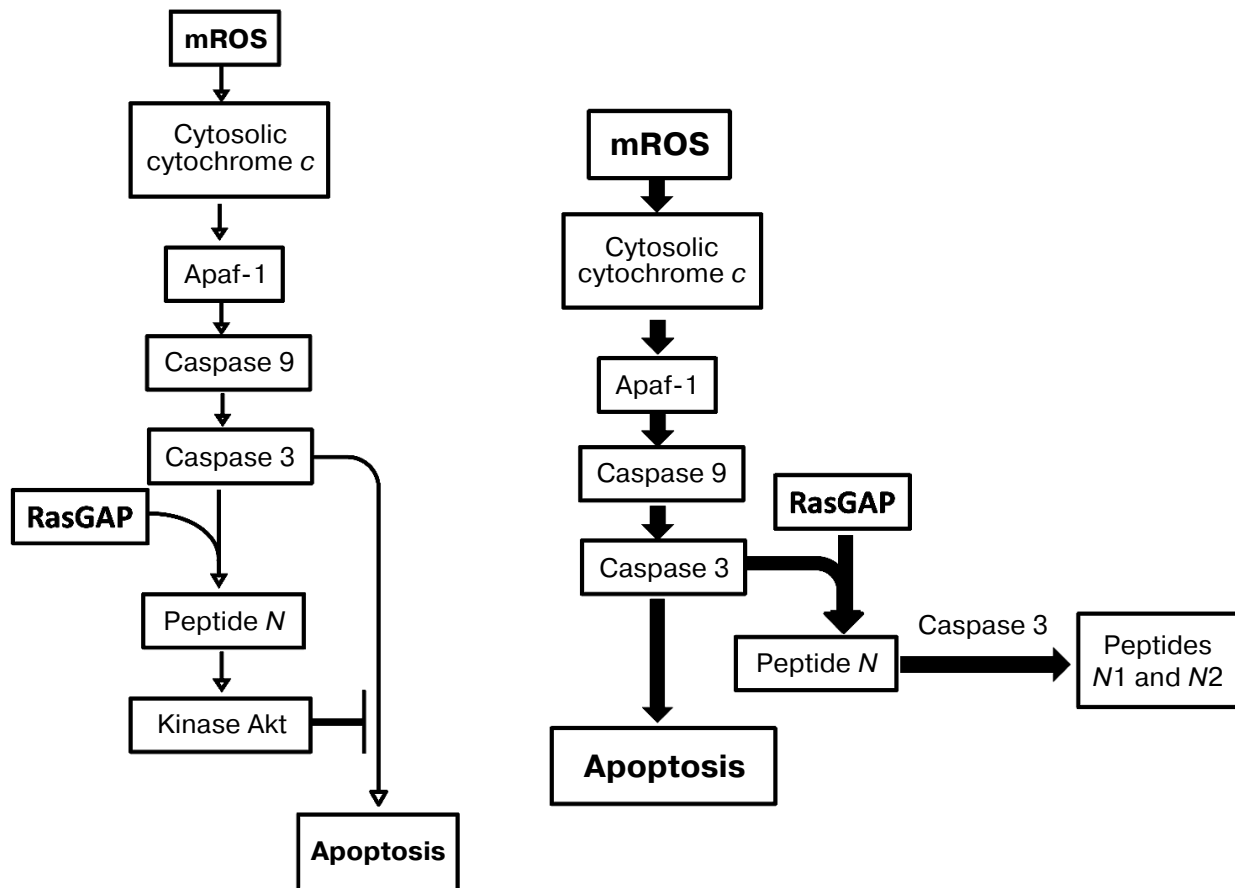 mROS
Cytosolic
cytochrome c
Apaf-1
Caspase 9
Caspase 3
RasGAP
Peptide N
Kinase Akt
Apoptosis
mROS
Cytosolic
cytochrome c
Apaf-1
Caspase 9
RasGAP
Caspase 3
Caspase 3
Peptide N
Peptides
N1 and N2
Apoptosis